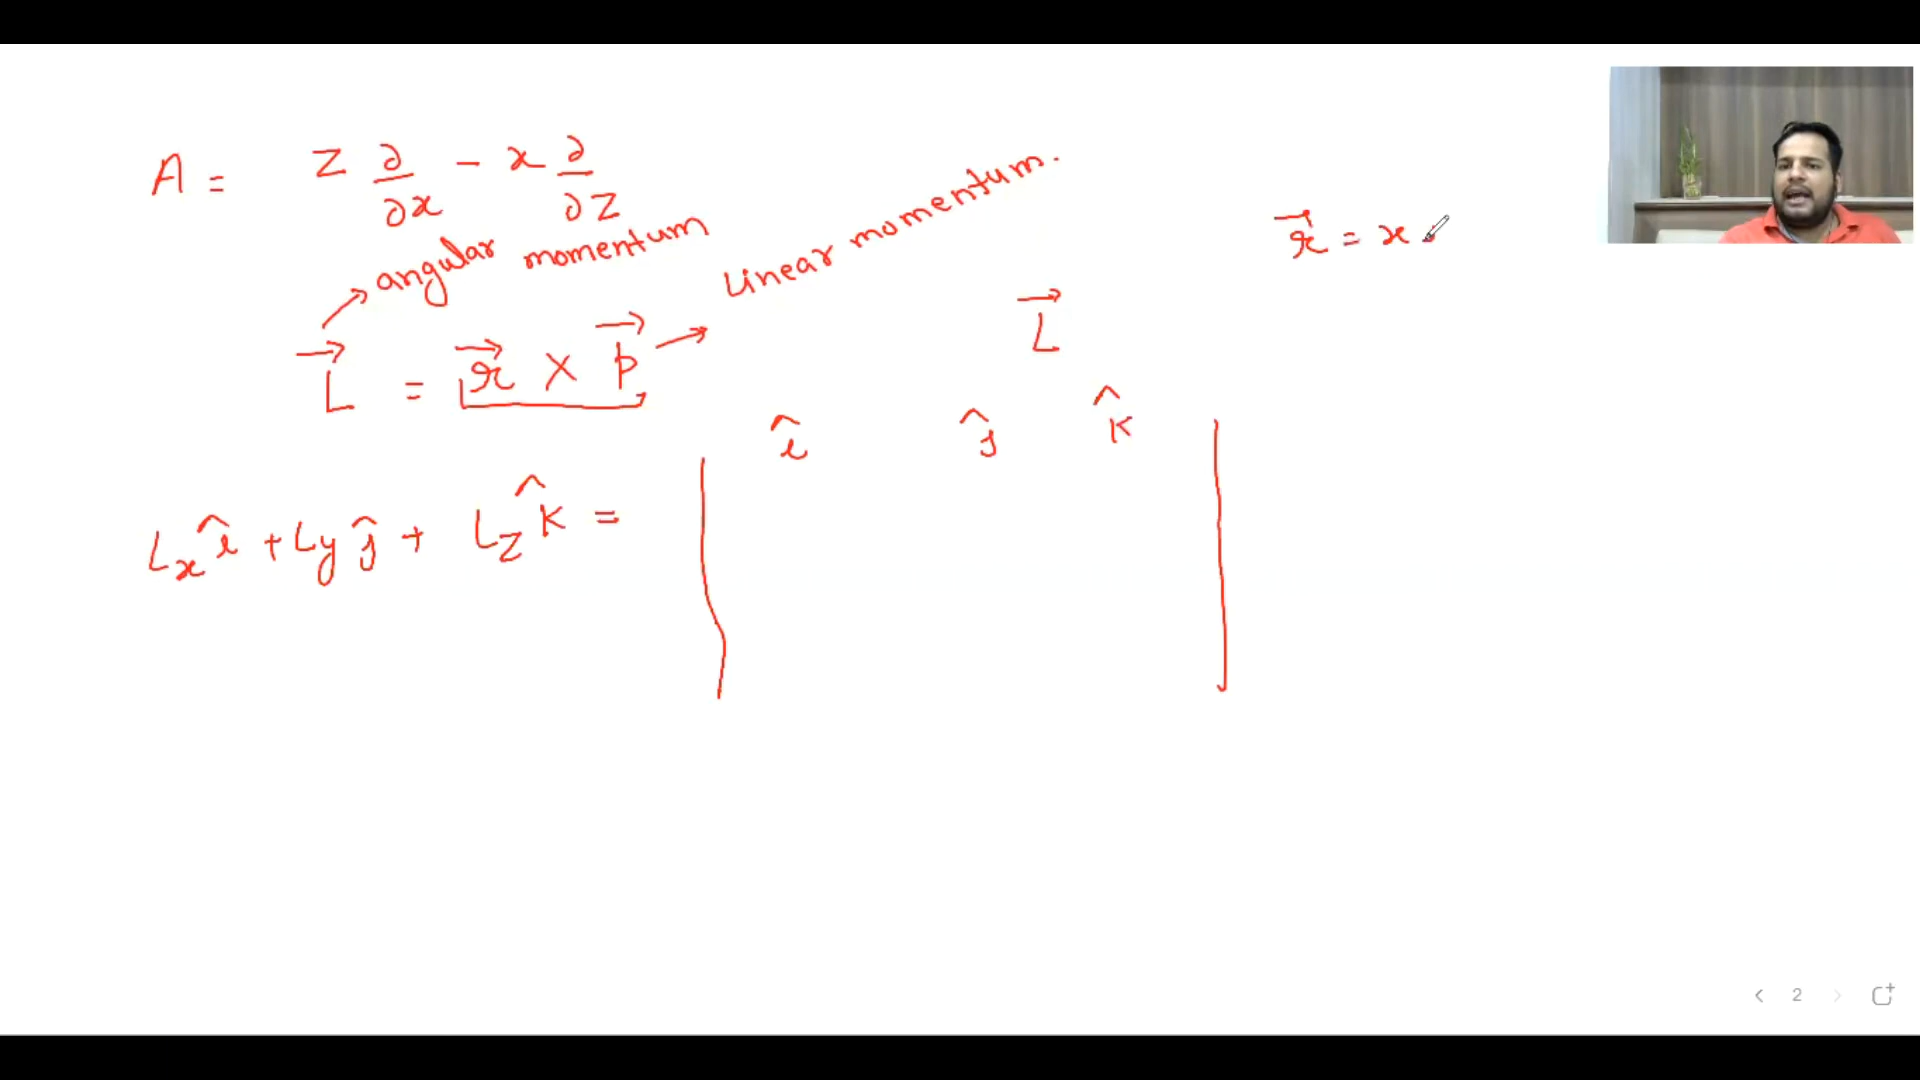 A = z ∂/∂x - x ∂/∂z
angular momentum
Linear momentum.
r⃗ = x
L⃗ = r⃗ × p⃗
L⃗
î ĵ k̂
Lₓ î + Ly ĵ + Lz k̂ =
2